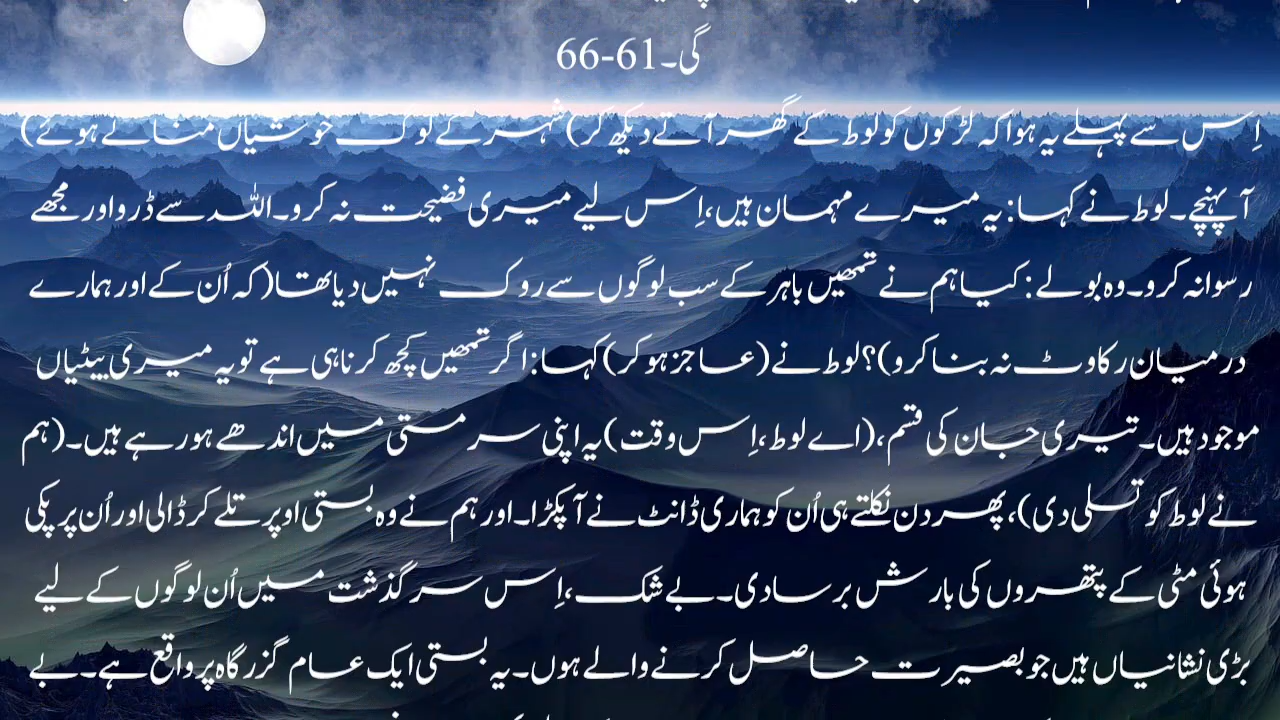 گی۔61-66
اِس سے پہلے یہ ہوا کہ لڑکوں کو لوط کے گھر آتے دیکھ کر) شہر کے لوگ خوشیاں مناتے ہوئے)
آپہنچے۔ لوط نے کہا: یہ میرے مہمان ہیں، اِس لیے میری فضیحت نہ کرو۔ اللہ سے ڈرو اور مجھے
رسوا نہ کرو۔ وہ بولے: کیا ہم نے تمھیں باہر کے سب لوگوں سے روک نہیں دیا تھا (کہ اُن کے اور ہمارے
درمیان رکاوٹ نہ بنا کرو)؟ لوط نے (عاجز ہو کر) کہا: اگر تمھیں کچھ کرنا ہی ہے تو یہ میری بیٹیاں
موجود ہیں۔ تیری جان کی قسم، (اے لوط، اِس وقت) یہ اپنی سرمستی میں اندھے ہو رہے ہیں۔ (ہم
نے لوط کو تسلی دی)، پھر دن نکلتے ہی اُن کو ہماری ڈانٹ نے آپکڑا۔ اور ہم نے وہ بستی اوپر تلے کر ڈالی اور اُن پر پکی
ہوئی مٹی کے پتھروں کی بارش برسا دی۔ بے شک، اِس سرگذشت میں اُن لوگوں کے لیے
بڑی نشانیاں ہیں جو بصیرت حاصل کرنے والے ہوں۔ یہ بستی ایک عام گزرگاہ پر واقع ہے۔ بے